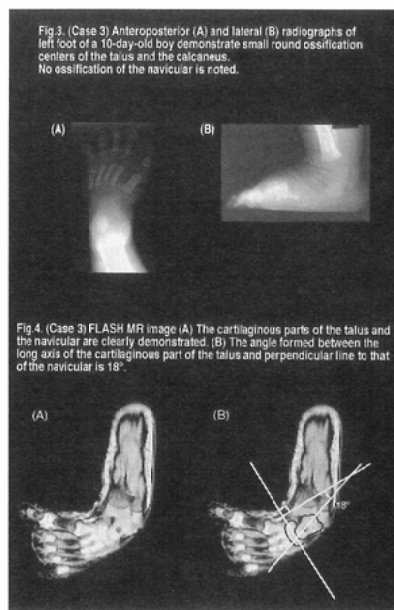 Fig.3. (Case 3) Anteroposterior (A) and lateral (B) radiographs of
left foot of a 10-day-old boy demonstrate small round ossification
centers of the talus and the calcaneus.
No ossification of the navicular is noted.
(A)
(B)
Fig.4. (Case 3) FLASH MR image (A) The cartilaginous parts of the talus and
the navicular are clearly demonstrated. (B) The angle formed between the
long axis of the cartilaginous part of the talus and perpendicular line to that
of the navicular is 18°.
(A)
(B)
18°